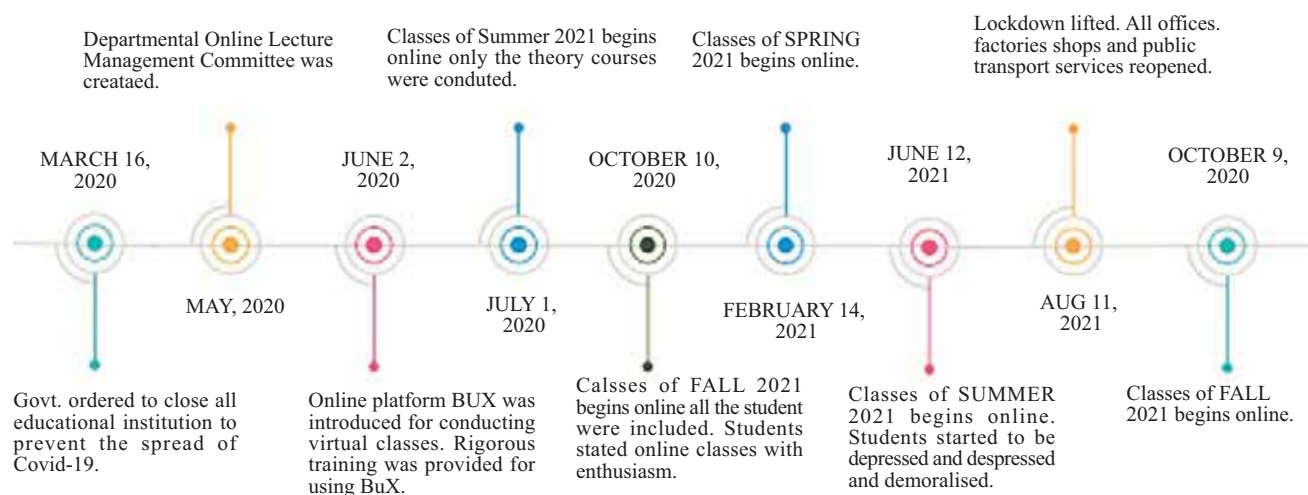 Departmental Online Lecture
Management Committee was
creataed.
Classes of Summer 2021 begins
online only the theory courses
were conduted.
Classes of SPRING
2021 begins online.
Lockdown lifted. All offices.
factories shops and public
transport services reopened.
MARCH 16,
2020
JUNE 2,
2020
OCTOBER 10,
2020
JUNE 12,
2021
OCTOBER 9,
2020
MAY, 2020
JULY 1,
2020
FEBRUARY 14,
2021
AUG 11,
2021
Govt. ordered to close all
educational institution to
prevent the spread of
Covid-19.
Online platform BUX was
introduced for conducting
virtual classes. Rigorous
training was provided for
using BuX.
Calsses of FALL 2021
begins online all the student
were included. Students
stated online classes with
enthusiasm.
Classes of SUMMER
2021 begins online.
Students started to be
depressed and despressed
and demoralised.
Classes of FALL
2021 begins online.